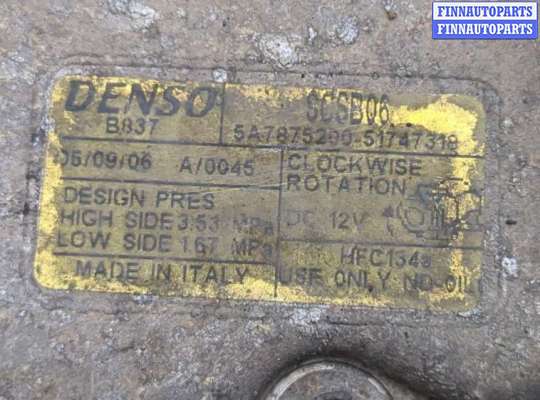 FINNAUTOPARTS
FINNAUTOPARTS
DENSO
B837
SCSB06
5A7875200-51747318
05/09/06 A/0045
CLOCKWISE
ROTATION
DESIGN PRES
HIGH SIDE 3.53 MPa
LOW SIDE 1.67 MPa
DC 12V
HFC134a
MADE IN ITALY
USE ONLY ND-OIL